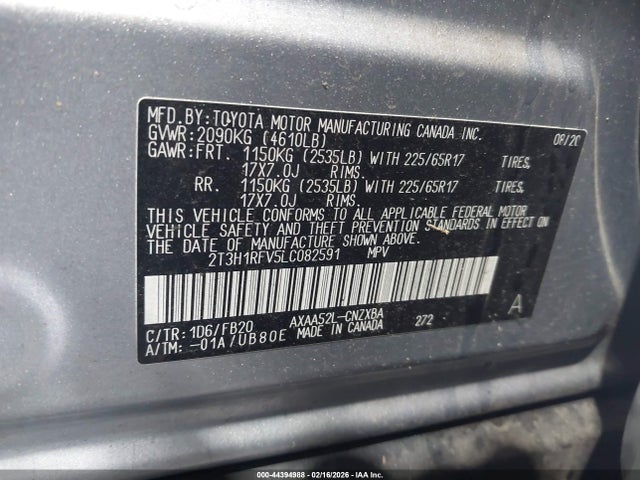 MFD.BY:TOYOTA MOTOR MANUFACTURING CANADA INC. 08/20
GVWR:2090KG (4610LB)
GAWR:FRT. 1150KG (2535LB) WITH 225/65R17 TIRES,
17X7.0J RIMS.
RR. 1150KG (2535LB) WITH 225/65R17 TIRES,
17X7.0J RIMS.
THIS VEHICLE CONFORMS TO ALL APPLICABLE FEDERAL MOTOR
VEHICLE SAFETY AND THEFT PREVENTION STANDARDS IN EFFECT ON
THE DATE OF MANUFACTURE SHOWN ABOVE.
2T3H1RFV5LC082591 MPV
A
C/TR: 1D6/FB20 AXAA52L-CNZXBA 272
A/TM: -01A/UB80E MADE IN CANADA
000-44394988 - 02/16/2026 - IAA Inc.